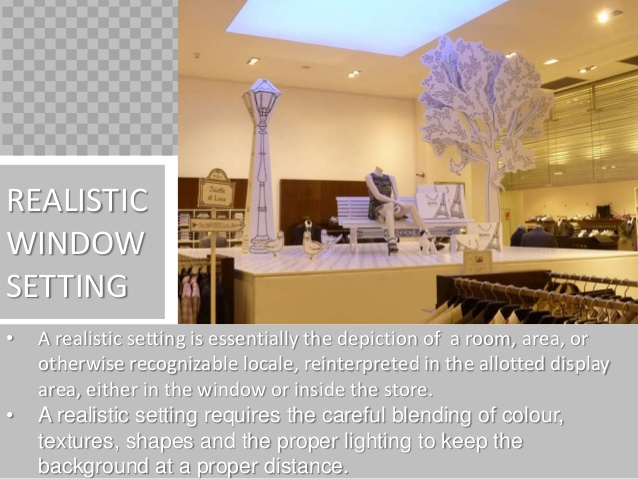 REALISTIC
WINDOW
SETTING
• A realistic setting is essentially the depiction of a room, area, or
otherwise recognizable locale, reinterpreted in the allotted display
area, either in the window or inside the store.
• A realistic setting requires the careful blending of colour,
textures, shapes and the proper lighting to keep the
background at a proper distance.